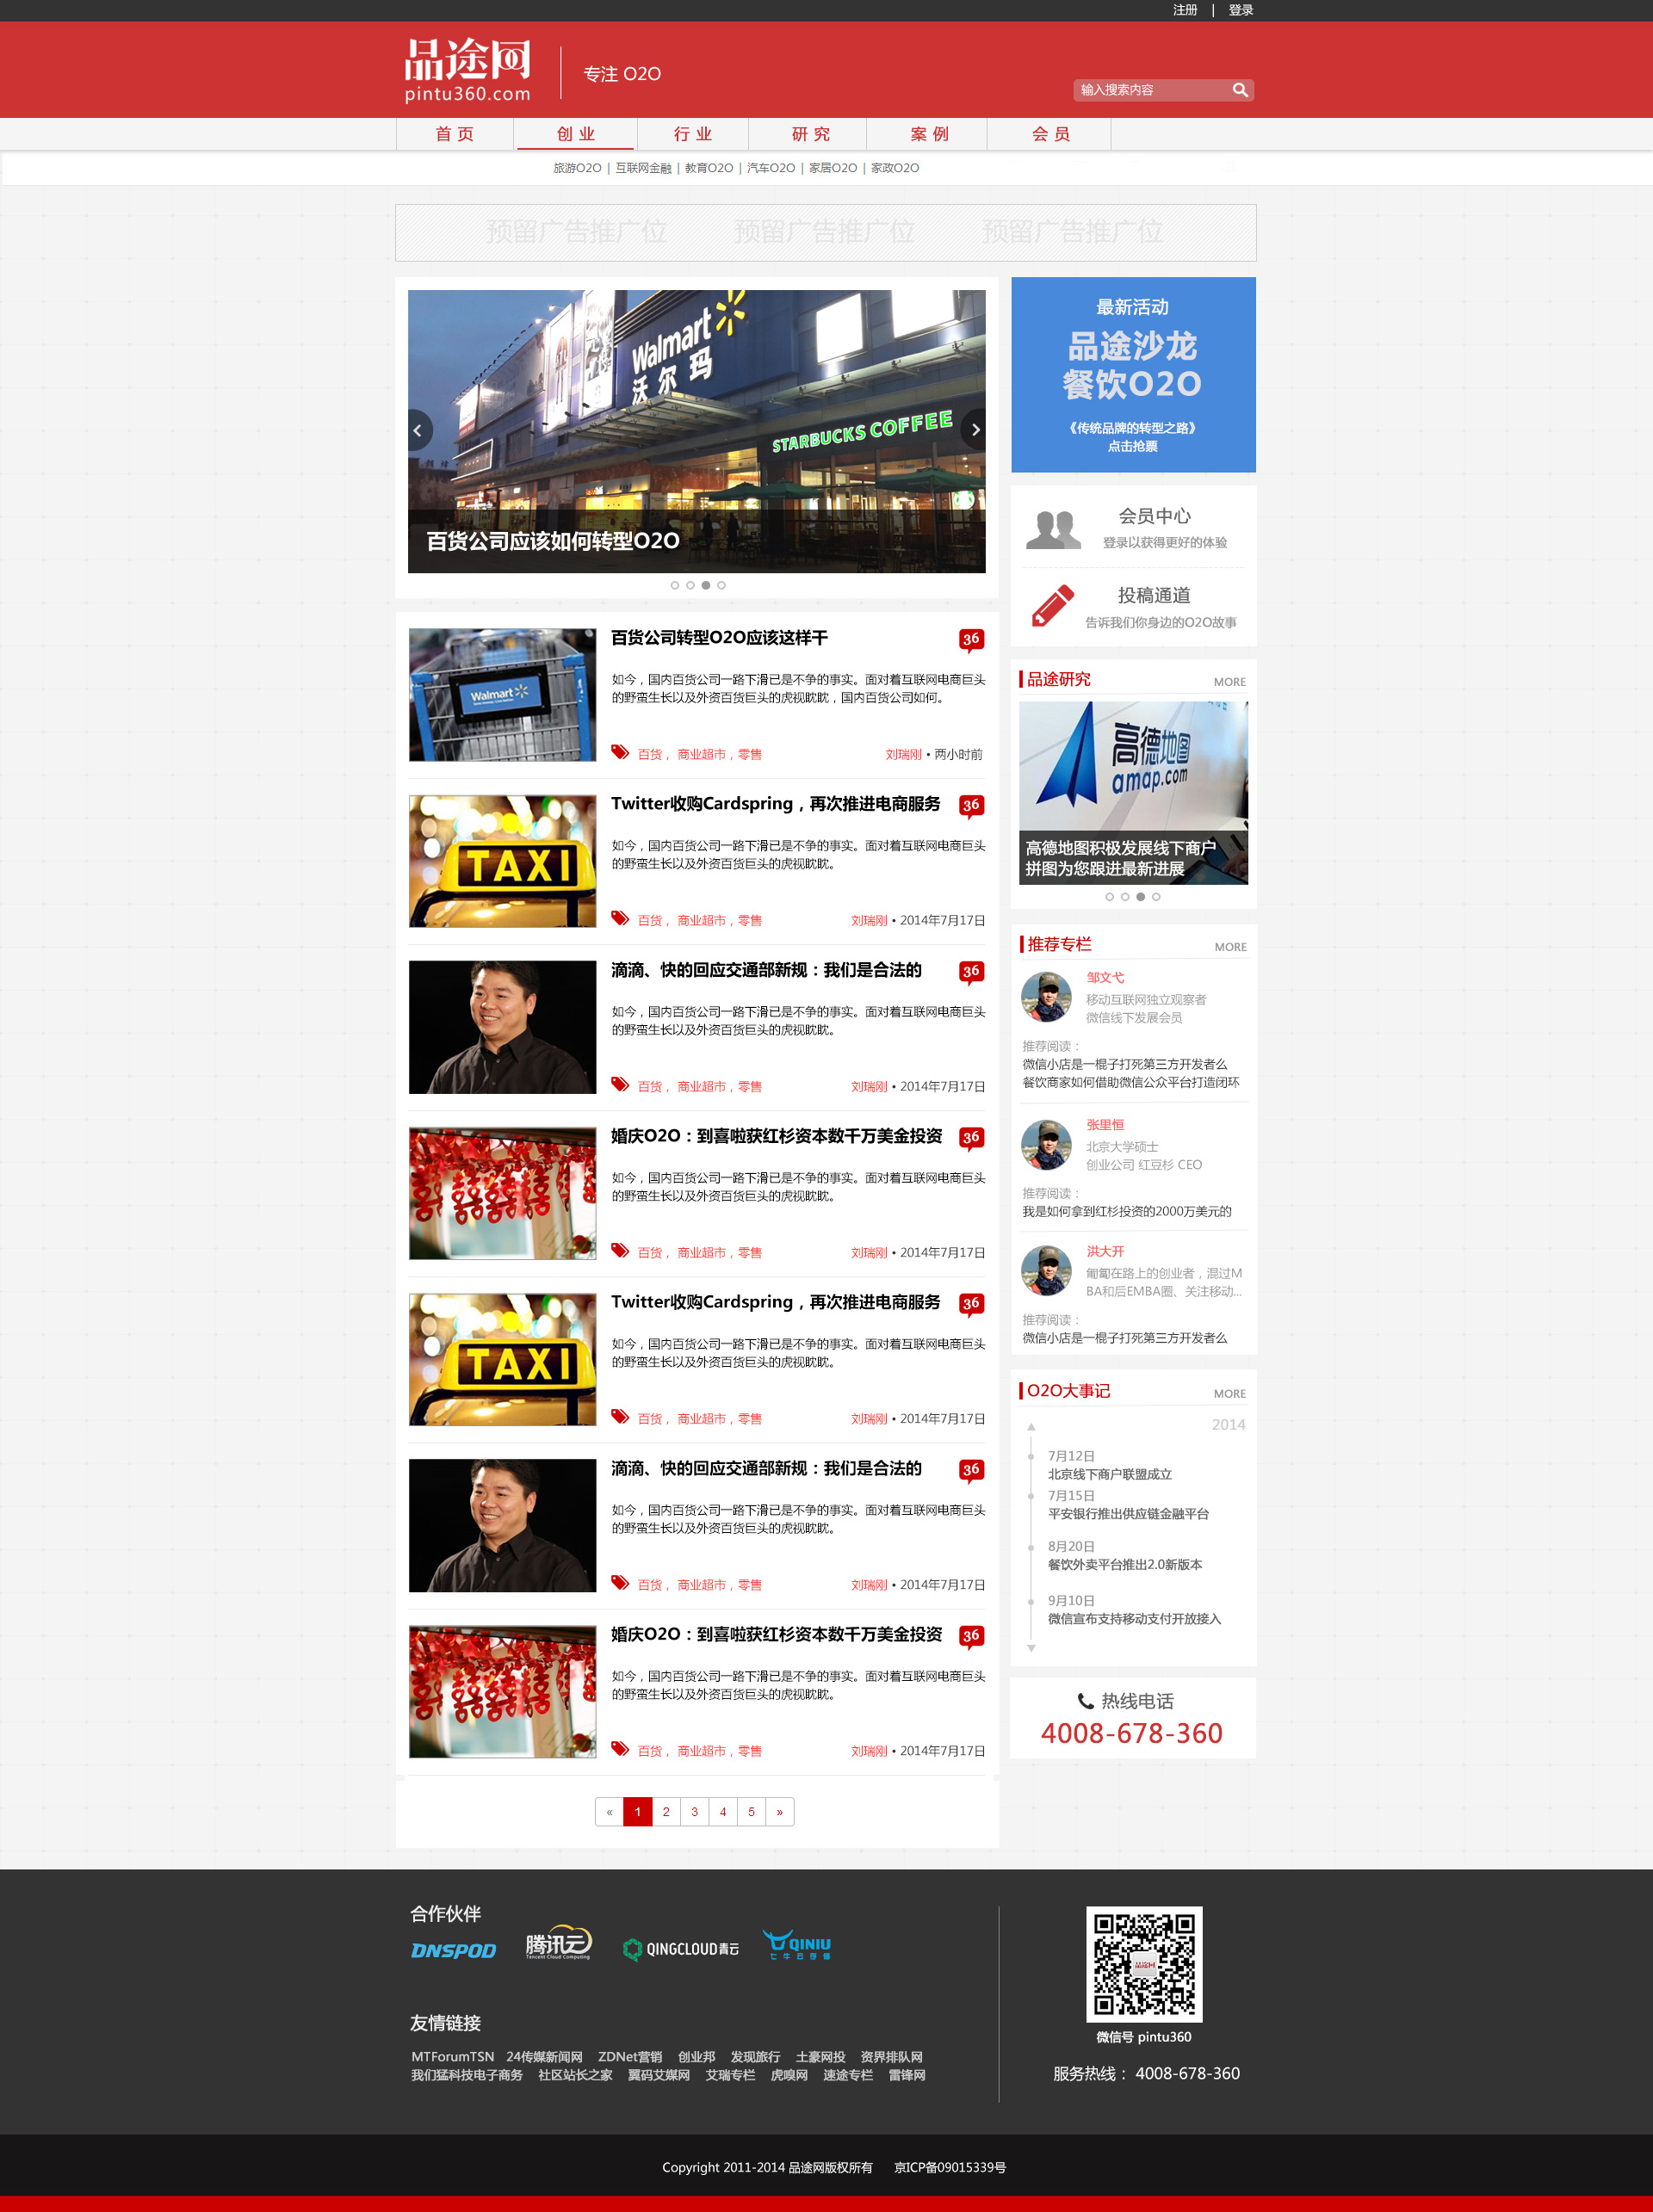 注册 | 登录
品途网
pintu360.com
专注 O2O
输入搜索内容
首页 创业 行业 研究 案例 会员
旅游O2O | 互联网金融 | 教育O2O | 汽车O2O | 家居O2O | 家政O2O
预留广告推广位 预留广告推广位 预留广告推广位
Walmart
沃尔玛
STARBUCKS COFFEE
百货公司应该如何转型O2O
百货公司转型O2O应该这样干
36
Walmart
如今，国内百货公司一路下滑已是不争的事实。面对着互联网电商巨头
的野蛮生长以及外资百货巨头的虎视眈眈，国内百货公司如何。
百货， 商业超市，零售
刘瑞刚 • 两小时前
Twitter收购Cardspring，再次推进电商服务
36
TAXI
如今，国内百货公司一路下滑已是不争的事实。面对着互联网电商巨头
的野蛮生长以及外资百货巨头的虎视眈眈。
百货， 商业超市，零售
刘瑞刚 • 2014年7月17日
滴滴、快的回应交通部新规：我们是合法的
36
如今，国内百货公司一路下滑已是不争的事实。面对着互联网电商巨头
的野蛮生长以及外资百货巨头的虎视眈眈。
百货， 商业超市，零售
刘瑞刚 • 2014年7月17日
婚庆O2O：到喜啦获红杉资本数千万美金投资
36
如今，国内百货公司一路下滑已是不争的事实。面对着互联网电商巨头
的野蛮生长以及外资百货巨头的虎视眈眈。
百货， 商业超市，零售
刘瑞刚 • 2014年7月17日
Twitter收购Cardspring，再次推进电商服务
36
TAXI
如今，国内百货公司一路下滑已是不争的事实。面对着互联网电商巨头
的野蛮生长以及外资百货巨头的虎视眈眈。
百货， 商业超市，零售
刘瑞刚 • 2014年7月17日
滴滴、快的回应交通部新规：我们是合法的
36
如今，国内百货公司一路下滑已是不争的事实。面对着互联网电商巨头
的野蛮生长以及外资百货巨头的虎视眈眈。
百货， 商业超市，零售
刘瑞刚 • 2014年7月17日
婚庆O2O：到喜啦获红杉资本数千万美金投资
36
如今，国内百货公司一路下滑已是不争的事实。面对着互联网电商巨头
的野蛮生长以及外资百货巨头的虎视眈眈。
百货， 商业超市，零售
刘瑞刚 • 2014年7月17日
« 1 2 3 4 5 »
最新活动
品途沙龙
餐饮O2O
《传统品牌的转型之路》
点击抢票
会员中心
登录以获得更好的体验
投稿通道
告诉我们你身边的O2O故事
品途研究
MORE
高德地图
amap.com
高德地图积极发展线下商户
拼图为您跟进最新进展
推荐专栏
MORE
邹文弋
移动互联网独立观察者
微信线下发展会员
推荐阅读：
微信小店是一棍子打死第三方开发者么
餐饮商家如何借助微信公众平台打造闭环
张里恒
北京大学硕士
创业公司 红豆杉 CEO
推荐阅读：
我是如何拿到红杉投资的2000万美元的
洪大开
匍匐在路上的创业者，混过M
BA和后EMBA圈、关注移动...
推荐阅读：
微信小店是一棍子打死第三方开发者么
O2O大事记
MORE
2014
7月12日
北京线下商户联盟成立
7月15日
平安银行推出供应链金融平台
8月20日
餐饮外卖平台推出2.0新版本
9月10日
微信宣布支持移动支付开放接入
热线电话
4008-678-360
合作伙伴
DNSPOD
腾讯云
Tencent Cloud Computing
QINGCLOUD青云
QINIU
七牛云存储
友情链接
MTForumTSN 24传媒新闻网 ZDNet营销 创业邦 发现旅行 土豪网投 资界排队网
我们猛科技电子商务 社区站长之家 翼码艾媒网 艾瑞专栏 虎嗅网 速途专栏 雷锋网
微信号 pintu360
服务热线： 4008-678-360
Copyright 2011-2014 品途网版权所有 京ICP备09015339号